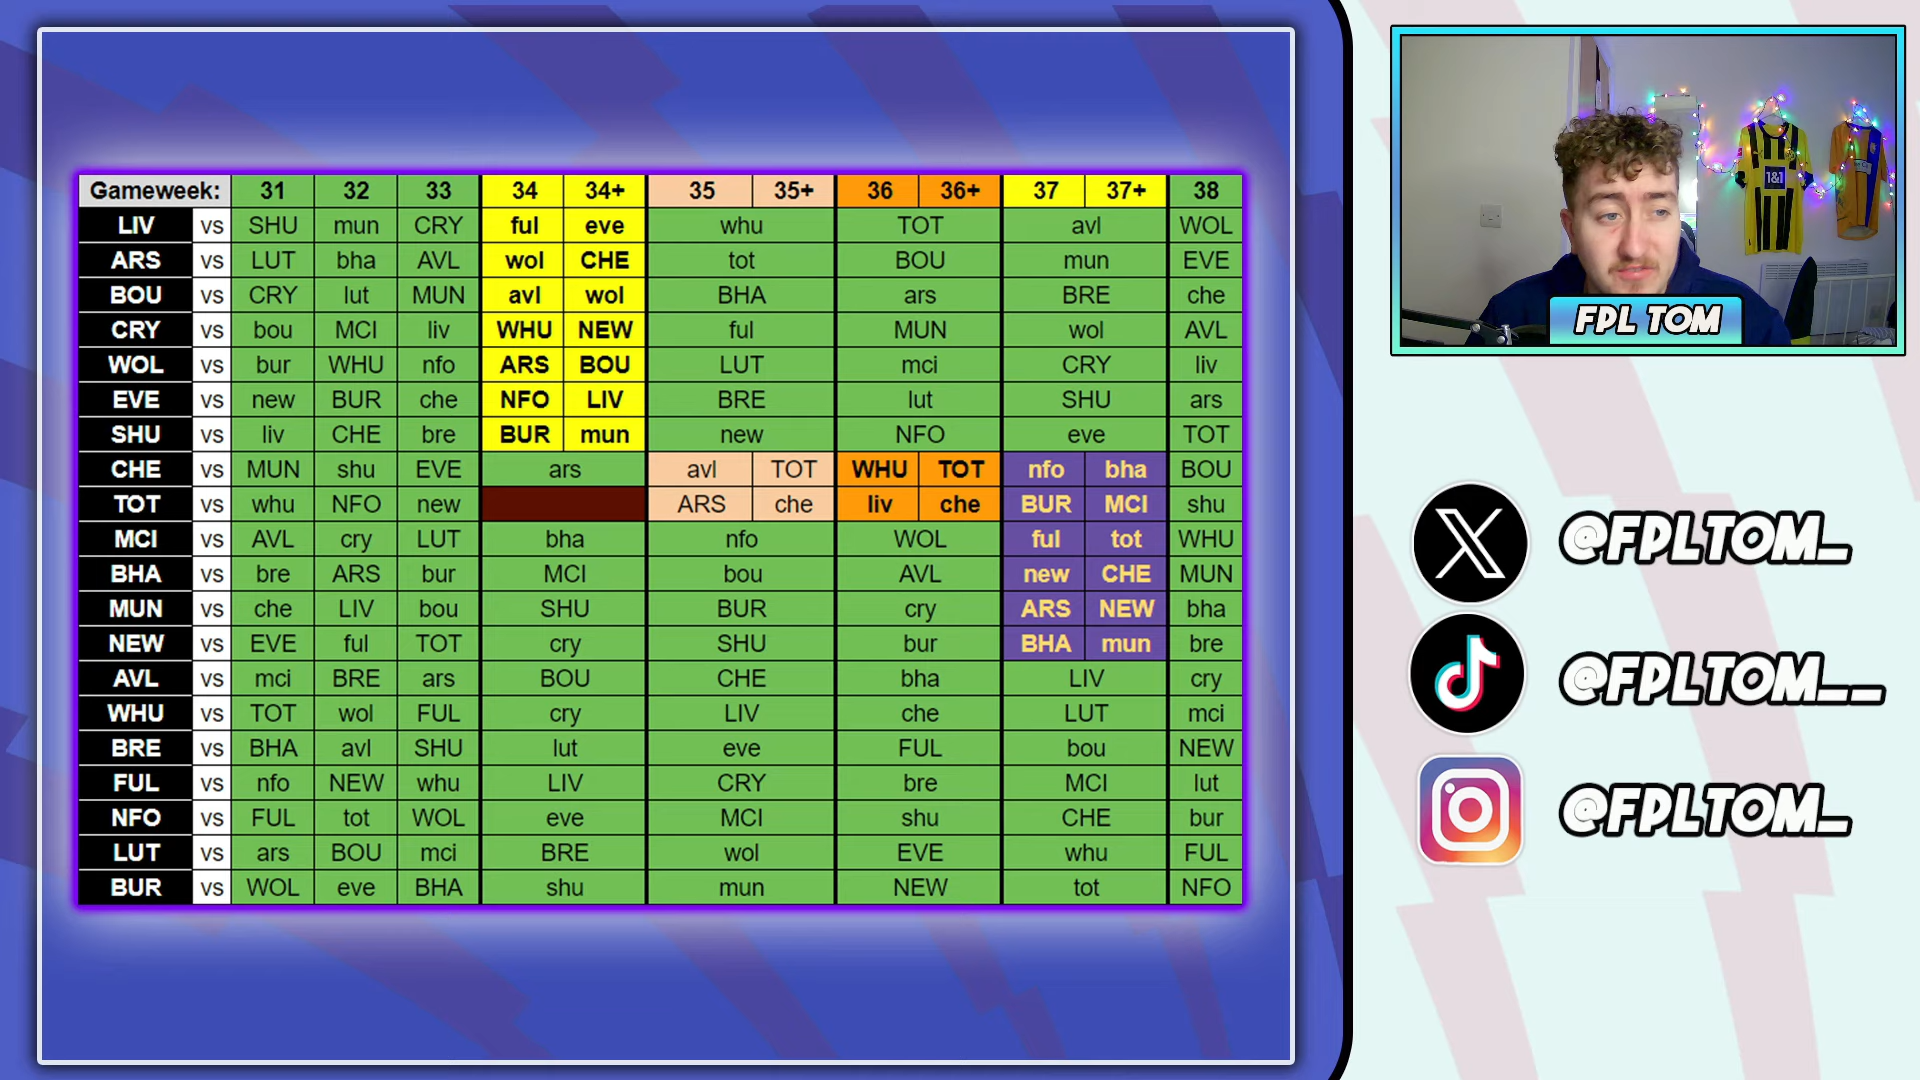 Gameweek: 31 32 33 34 34+ 35 35+ 36 36+ 37 37+ 38
LIV vs SHU mun CRY ful eve whu TOT avl WOL
ARS vs LUT bha AVL wol CHE tot BOU mun EVE
BOU vs CRY lut MUN avl wol BHA ars BRE che
CRY vs bou MCI liv WHU NEW ful MUN wol AVL
WOL vs bur WHU nfo ARS BOU LUT mci CRY liv
EVE vs new BUR che NFO LIV BRE lut SHU ars
SHU vs liv CHE bre BUR mun new NFO eve TOT
CHE vs MUN shu EVE ars avl TOT WHU TOT nfo bha BOU
TOT vs whu NFO new ARS che liv che BUR MCI shu
MCI vs AVL cry LUT bha nfo WOL ful tot WHU
BHA vs bre ARS bur MCI bou AVL new CHE MUN
MUN vs che LIV bou SHU BUR cry ARS NEW bha
NEW vs EVE ful TOT cry SHU bur BHA mun bre
AVL vs mci BRE ars BOU CHE bha LIV cry
WHU vs TOT wol FUL cry LIV che LUT mci
BRE vs BHA avl SHU lut eve FUL bou NEW
FUL vs nfo NEW whu LIV CRY bre MCI lut
NFO vs FUL tot WOL eve MCI shu CHE bur
LUT vs ars BOU mci BRE wol EVE whu FUL
BUR vs WOL eve BHA shu mun NEW tot NFO
1&1
FPL TOM
@FPLTOM_
@FPLTOM__
@FPLTOM_